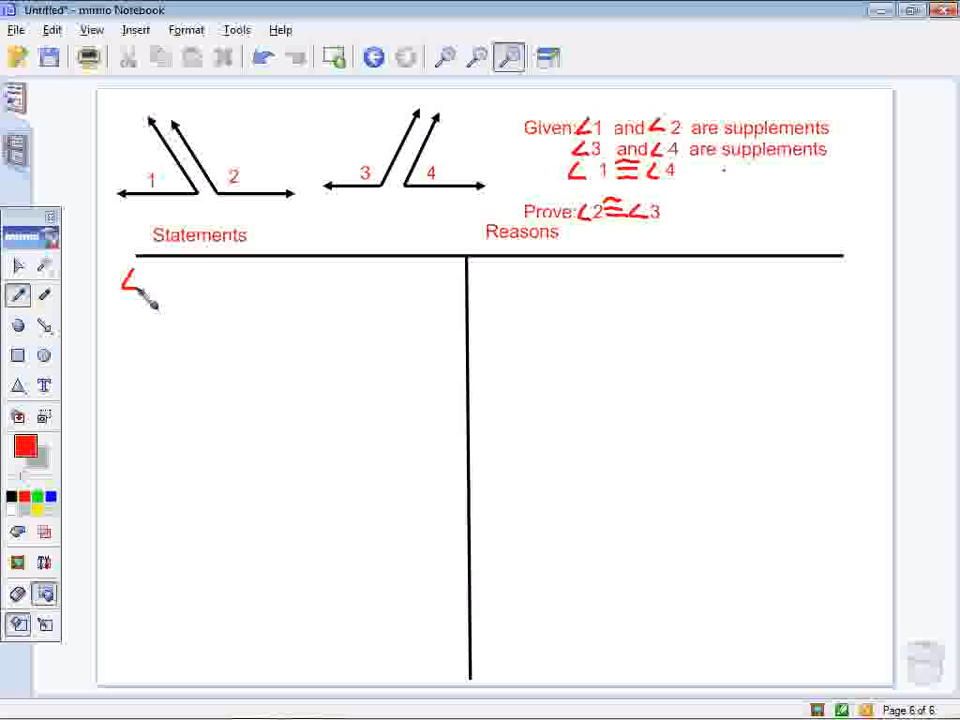 Untitled* - mimio Notebook
File Edit View Insert Format Tools Help
1 2 3 4
Given: ∠1 and ∠2 are supplements
∠3 and ∠4 are supplements
∠1 ≅ ∠4
Prove: ∠2 ≅ ∠3
Statements Reasons
∠
mimio
T
Page 6 of 6